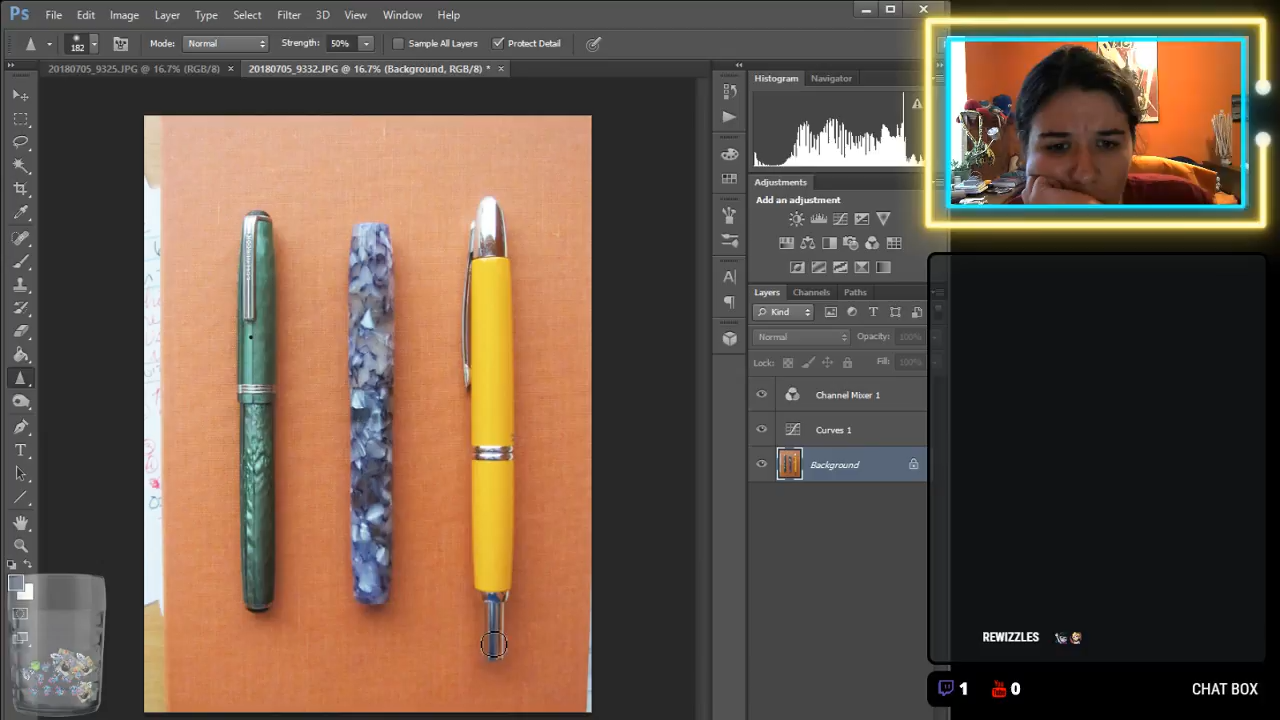 Ps File Edit Image Layer Type Select Filter 3D View Window Help
182 Mode: Normal Strength: 50% Sample All Layers Protect Detail
20180705_9325.JPG @ 16.7% (RGB/8) × 20180705_9332.JPG @ 16.7% (Background, RGB/8) * ×
Histogram Navigator
Adjustments
Add an adjustment
Layers Channels Paths
Kind
Normal Opacity: 100%
Lock: Fill: 100%
Channel Mixer 1
Curves 1
Background
REWIZZLES
1 0 CHAT BOX